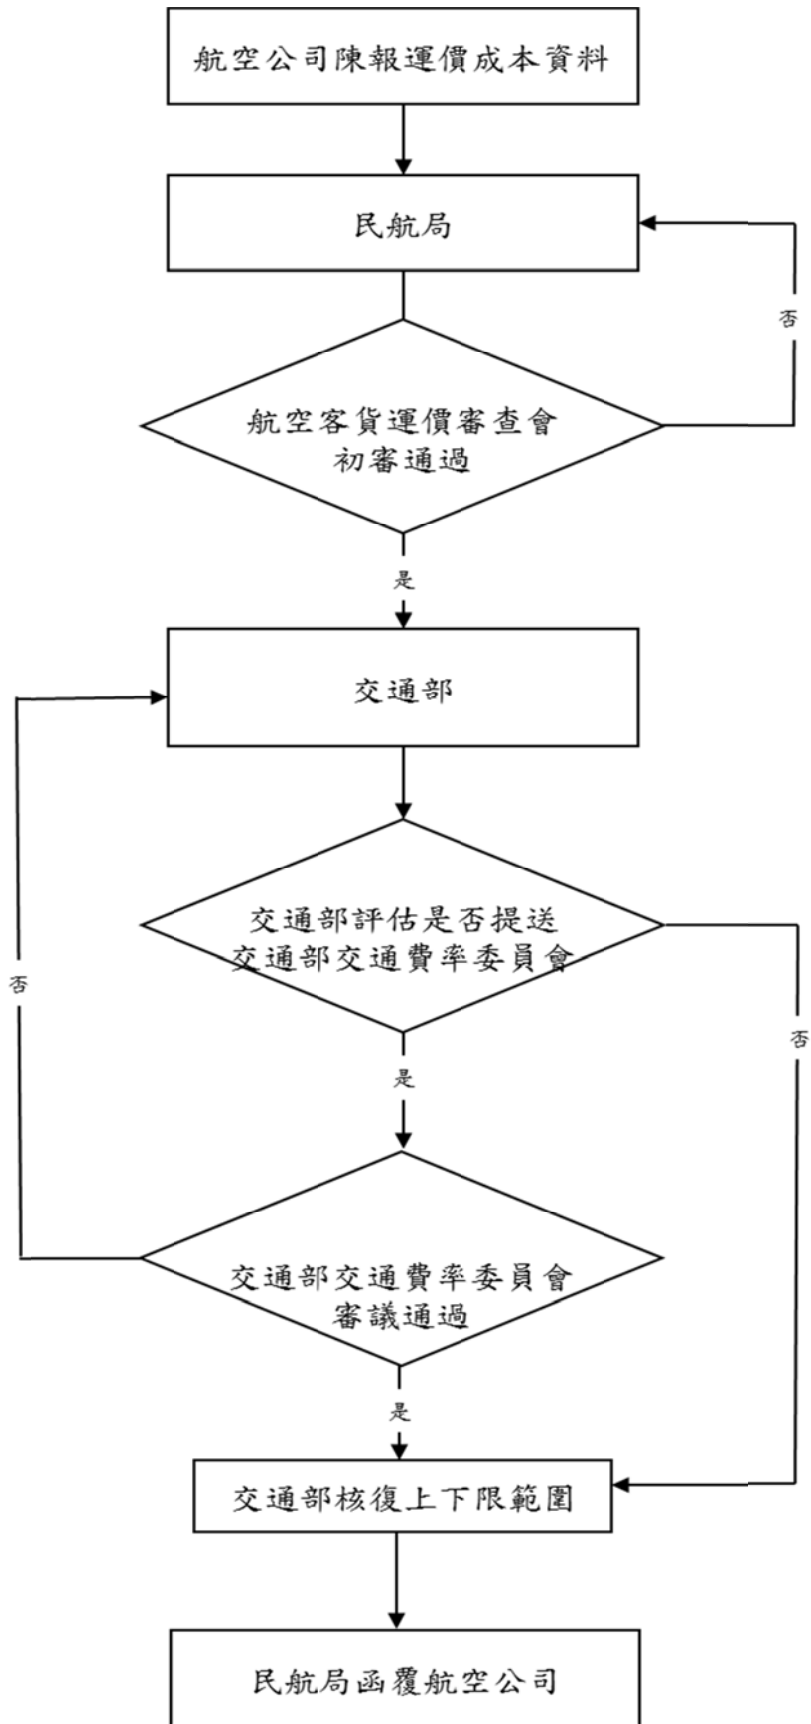 航空公司陳報運價成本資料
民航局
否
航空客貨運價審查會
初審通過
是
交通部
交通部評估是否提送
交通部交通費率委員會
否
否
是
交通部交通費率委員會
審議通過
是
交通部核復上下限範圍
民航局函覆航空公司